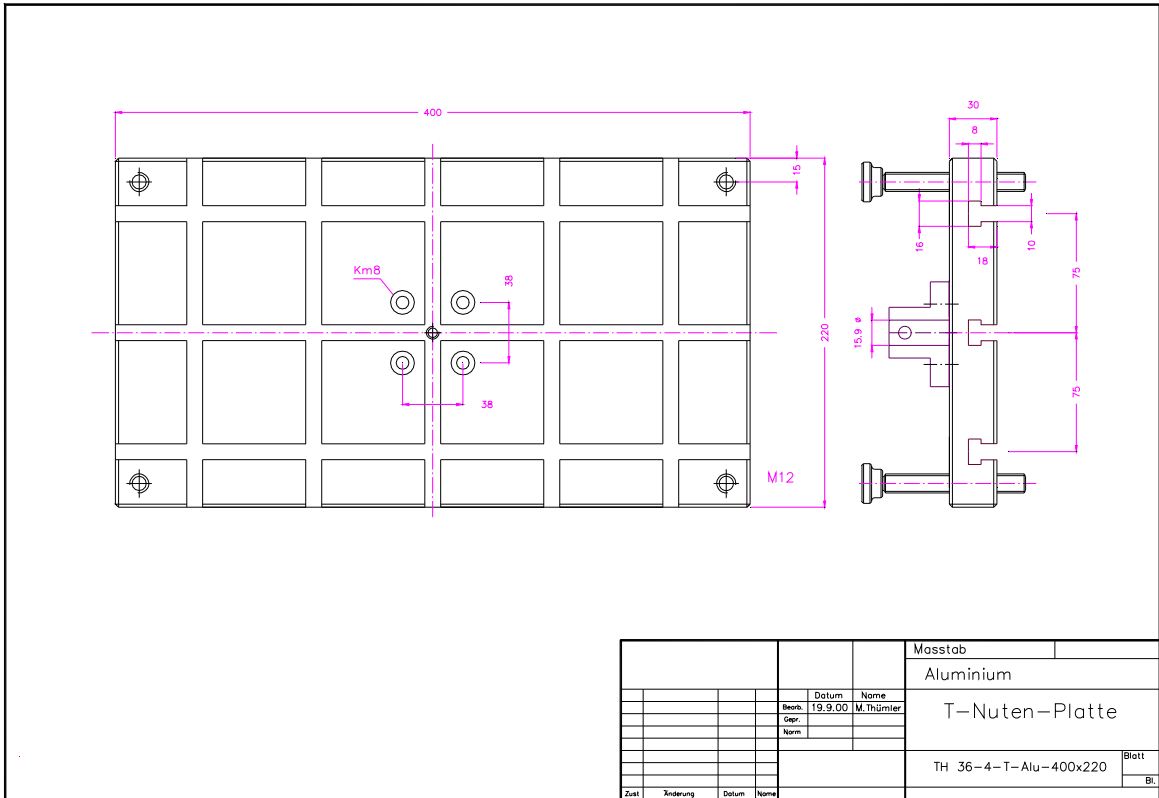 400
30
8
15
16
10
18
75
Km8
38
220
15.9 ø
75
38
M12
Masstab
Aluminium
Datum Name
Bearb. 19.9.00 M.Thümler
T-Nuten-Platte
Gepr.
Norm
TH 36-4-T-Alu-400x220
Blatt
Bl.
Zust Änderung Datum Name